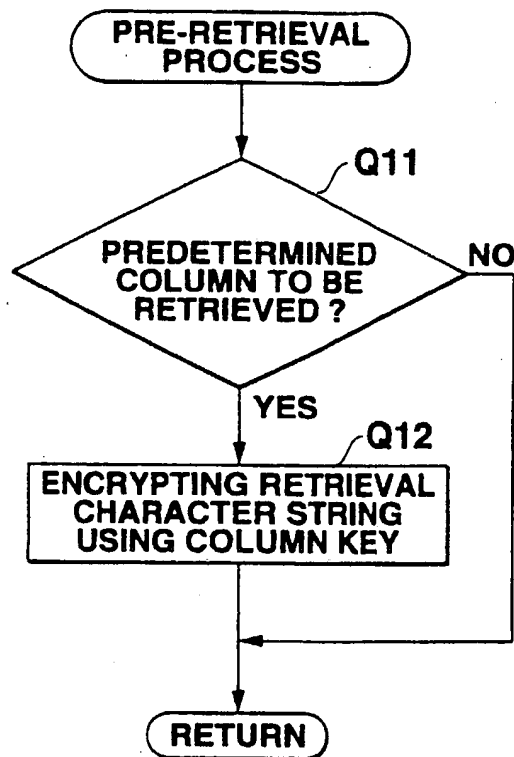 PRE-RETRIEVAL
PROCESS
Q11
PREDETERMINED
COLUMN TO BE
RETRIEVED ?
NO
YES
Q12
ENCRYPTING RETRIEVAL
CHARACTER STRING
USING COLUMN KEY
RETURN